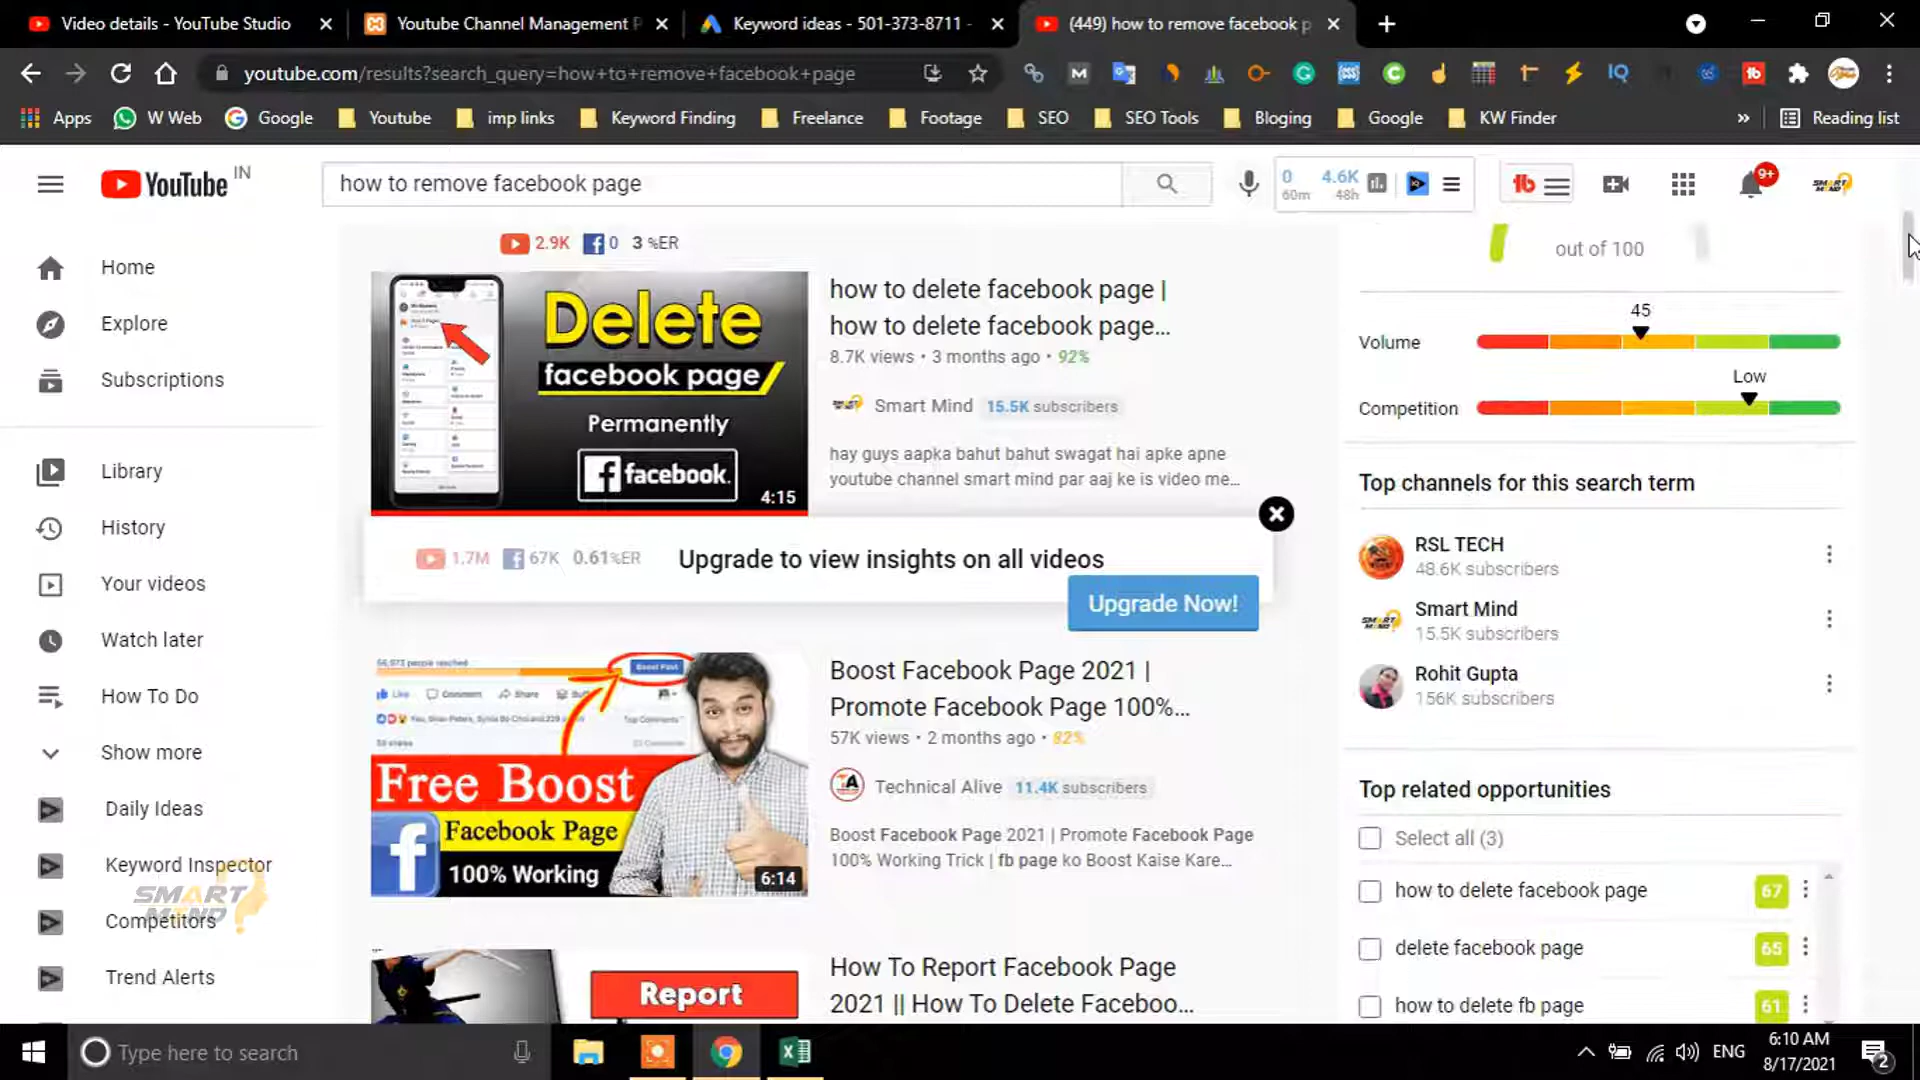 Video details - YouTube Studio
Youtube Channel Management P
Keyword ideas - 501-373-8711 -
(449) how to remove facebook p
youtube.com/results?search_query=how+to+remove+facebook+page
Apps
W Web
Google
Youtube
imp links
Keyword Finding
Freelance
Footage
SEO
SEO Tools
Bloging
Google
KW Finder
»
Reading list
YouTube IN
how to remove facebook page
0
60m
4.6K
48h
9+
SMART MIND
Home
Explore
Subscriptions
Library
History
Your videos
Watch later
How To Do
Show more
Daily Ideas
Keyword Inspector
Competitors
Trend Alerts
SMART MIND
2.9K 0 3 %ER
Delete
facebook page
Permanently
facebook.
4:15
how to delete facebook page |
how to delete facebook page...
8.7K views • 3 months ago • 92%
Smart Mind 15.5K subscribers
hay guys aapka bahut bahut swagat hai apke apne
youtube channel smart mind par aaj ke is video me...
1.7M 67K 0.61%ER
Upgrade to view insights on all videos
Upgrade Now!
Boost Post
Like Comment Share
Top Comments
Free Boost
Facebook Page
100% Working
6:14
Boost Facebook Page 2021 |
Promote Facebook Page 100%...
57K views • 2 months ago • 82%
Technical Alive 11.4K subscribers
Boost Facebook Page 2021 | Promote Facebook Page
100% Working Trick | fb page ko Boost Kaise Kare...
Report
How To Report Facebook Page
2021 || How To Delete Faceboo...
out of 100
45
Volume
Low
Competition
Top channels for this search term
RSL TECH
48.6K subscribers
Smart Mind
15.5K subscribers
Rohit Gupta
156K subscribers
Top related opportunities
Select all (3)
how to delete facebook page 67
delete facebook page 65
how to delete fb page 61
Type here to search
ENG
6:10 AM
8/17/2021
2